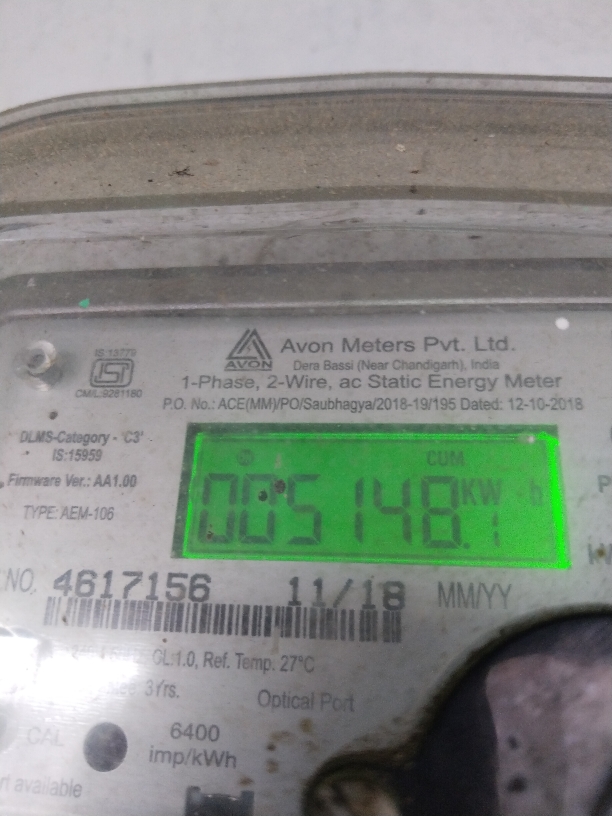 IS:13779
ISI
CM/L:9281180
AVON
Avon Meters Pvt. Ltd.
Dera Bassi (Near Chandigarh), India
1-Phase, 2-Wire, ac Static Energy Meter
P.O. No.: ACE(MM)/PO/Saubhagya/2018-19/195 Dated: 12-10-2018
DLMS-Category - 'C3'
IS:15959
Firmware Ver.: AA1.00
TYPE: AEM-106
CUM
005148.1 KW h
NO. 4617156 11/18 MM/YY
CL:1.0, Ref. Temp. 27°C
3Yrs.
Optical Port
CAL
6400
imp/kWh
available